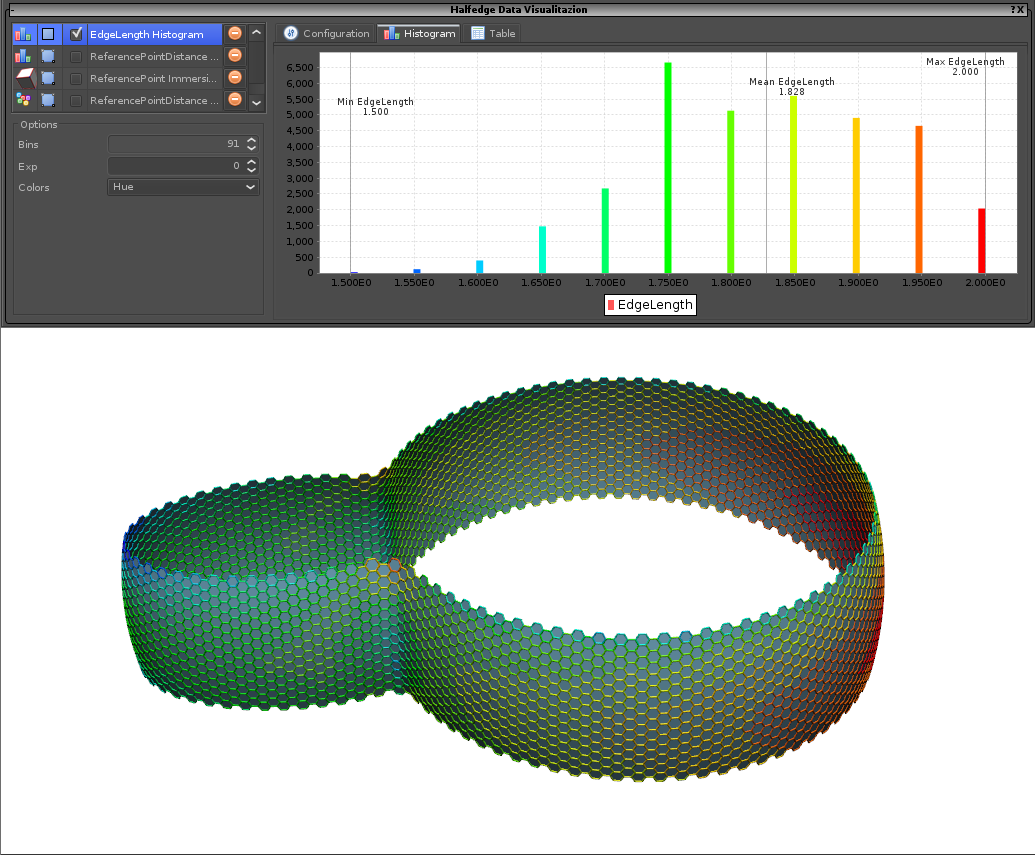 - Halfedge Data Visualitazion ?X
EdgeLength Histogram
ReferencePointDistance ...
ReferencePoint Immersi...
ReferencePointDistance ...
Options
Bins 91
Exp 0
Colors Hue
Configuration Histogram Table
6,500
6,000
5,500
5,000
4,500
4,000
3,500
3,000
2,500
2,000
1,500
1,000
500
0
Min EdgeLength
1.500
Mean EdgeLength
1.828
Max EdgeLength
2.000
1.500E0 1.550E0 1.600E0 1.650E0 1.700E0 1.750E0 1.800E0 1.850E0 1.900E0 1.950E0 2.000E0
EdgeLength